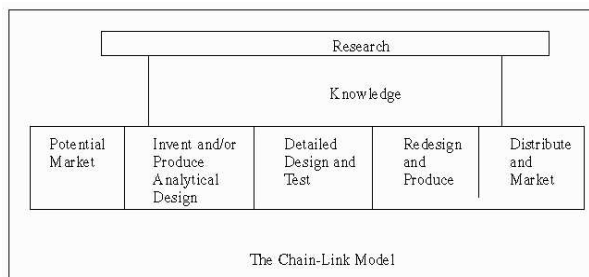 Research
Knowledge
Potential
Market
Invent and/or
Produce
Analytical
Design
Detailed
Design and
Test
Redesign
and
Produce
Distribute
and
Market
The Chain-Link Model